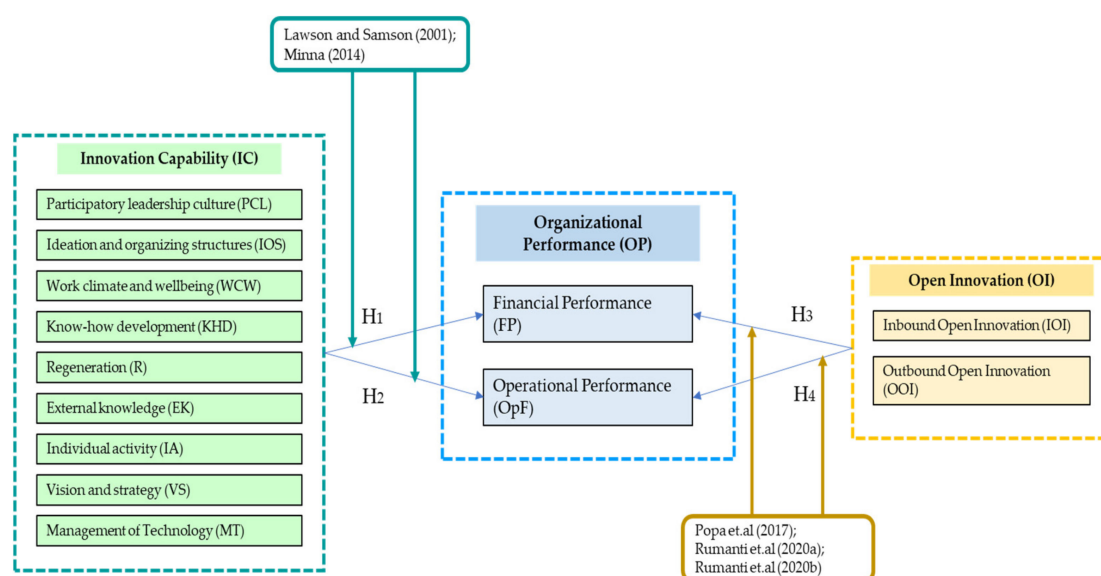 Lawson and Samson (2001);
Minna (2014)
Innovation Capability (IC)
Participatory leadership culture (PCL)
Ideation and organizing structures (IOS)
Work climate and wellbeing (WCW)
Know-how development (KHD)
Regeneration (R)
External knowledge (EK)
Individual activity (IA)
Vision and strategy (VS)
Management of Technology (MT)
H1
H2
Organizational
Performance (OP)
Financial Performance
(FP)
Operational Performance
(OpF)
H3
H4
Open Innovation (OI)
Inbound Open Innovation (IOI)
Outbound Open Innovation
(OOI)
Popa et.al (2017);
Rumanti et.al (2020a);
Rumanti et.al (2020b)